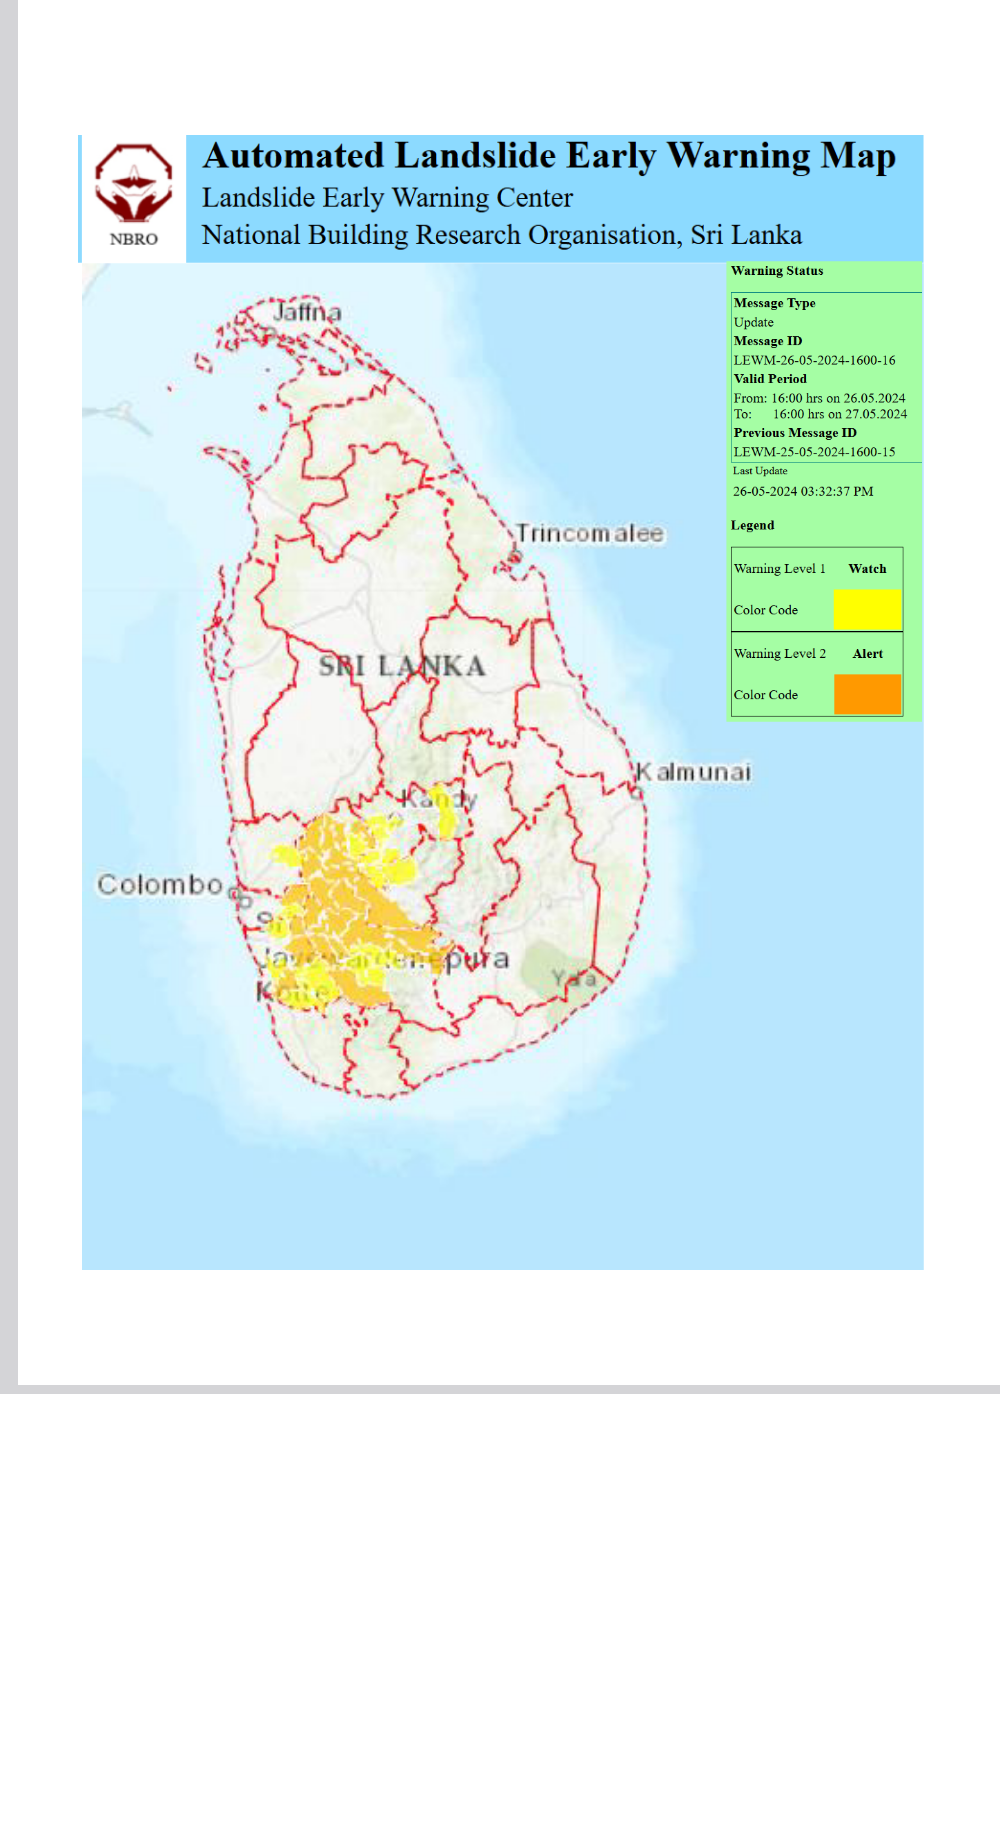 Automated Landslide Early Warning Map
Landslide Early Warning Center
National Building Research Organisation, Sri Lanka
NBRO
Warning Status
Message Type
Update
Message ID
LEWM-26-05-2024-1600-16
Valid Period
From: 16:00 hrs on 26.05.2024
To: 16:00 hrs on 27.05.2024
Previous Message ID
LEWM-25-05-2024-1600-15
Last Update
26-05-2024 03:32:37 PM
Legend
Warning Level 1 Watch
Color Code
Warning Level 2 Alert
Color Code
Jaffna
Trincomalee
SRI LANKA
Kalmunai
Kandy
Colombo
Sri
Jayawardenepura
Kotte